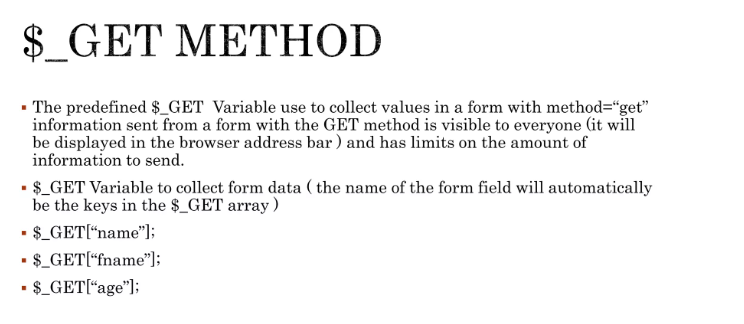 $_GET METHOD
▪ The predefined $_GET  Variable use to collect values in a form with method=“get”
information sent from a form with the GET method is visible to everyone (it will
be displayed in the browser address bar ) and has limits on the amount of
information to send.
▪ $_GET Variable to collect form data ( the name of the form field will automatically
be the keys in the $_GET array )
▪ $_GET[“name”];
▪ $_GET[“fname”];
▪ $_GET[“age”];